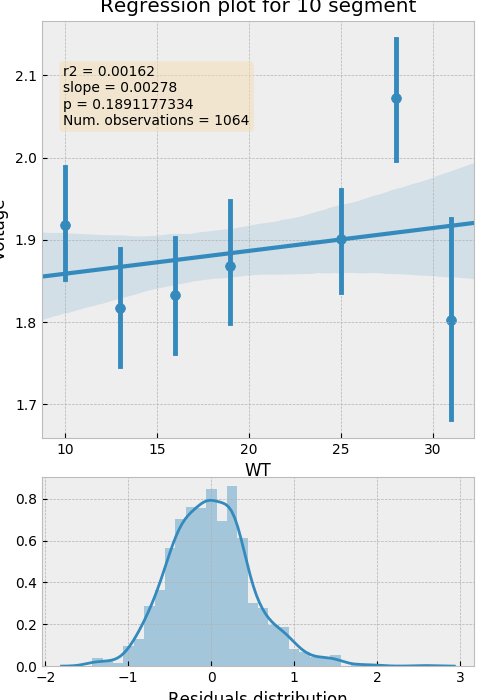 Regression plot for 10 segment
r2 = 0.00162
slope = 0.00278
p = 0.1891177334
Num. observations = 1064
Voltage
2.1
2.0
1.9
1.8
1.7
10 15 20 25 30
WT
0.8
0.6
0.4
0.2
0.0
−2 −1 0 1 2 3
Residuals distribution